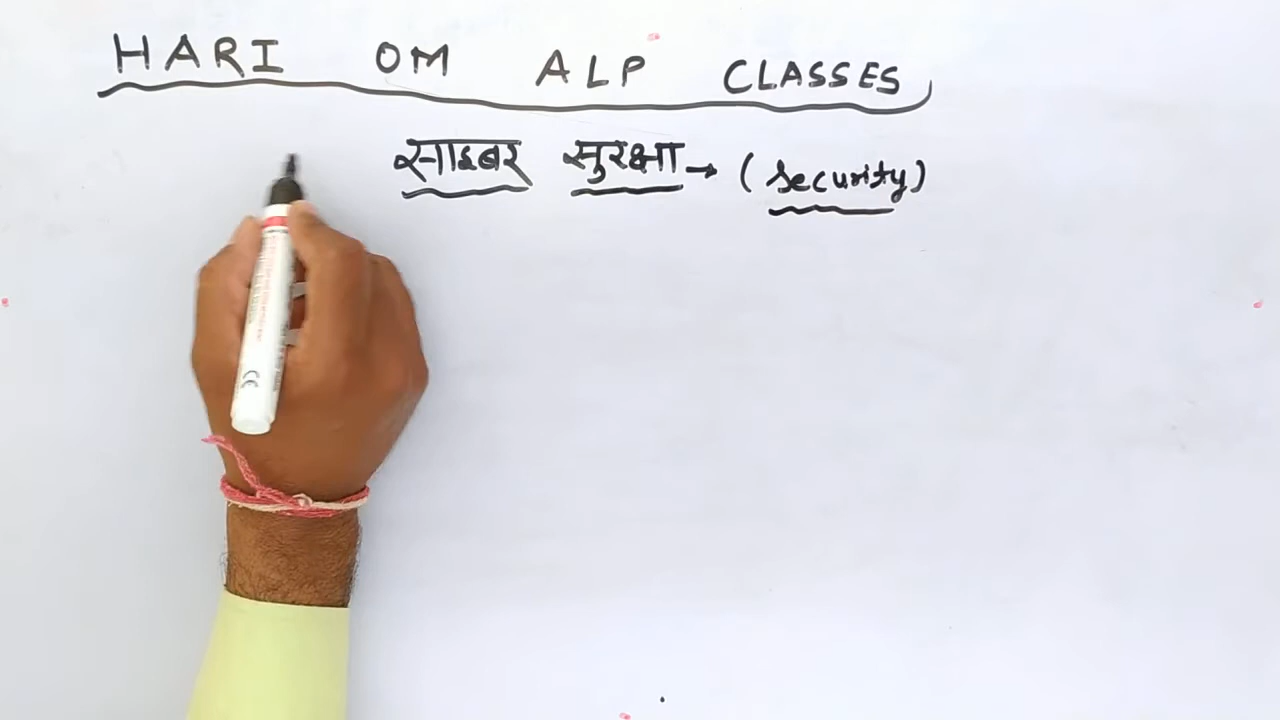 HARI OM ALP CLASSES
साइबर सुरक्षा → (security)